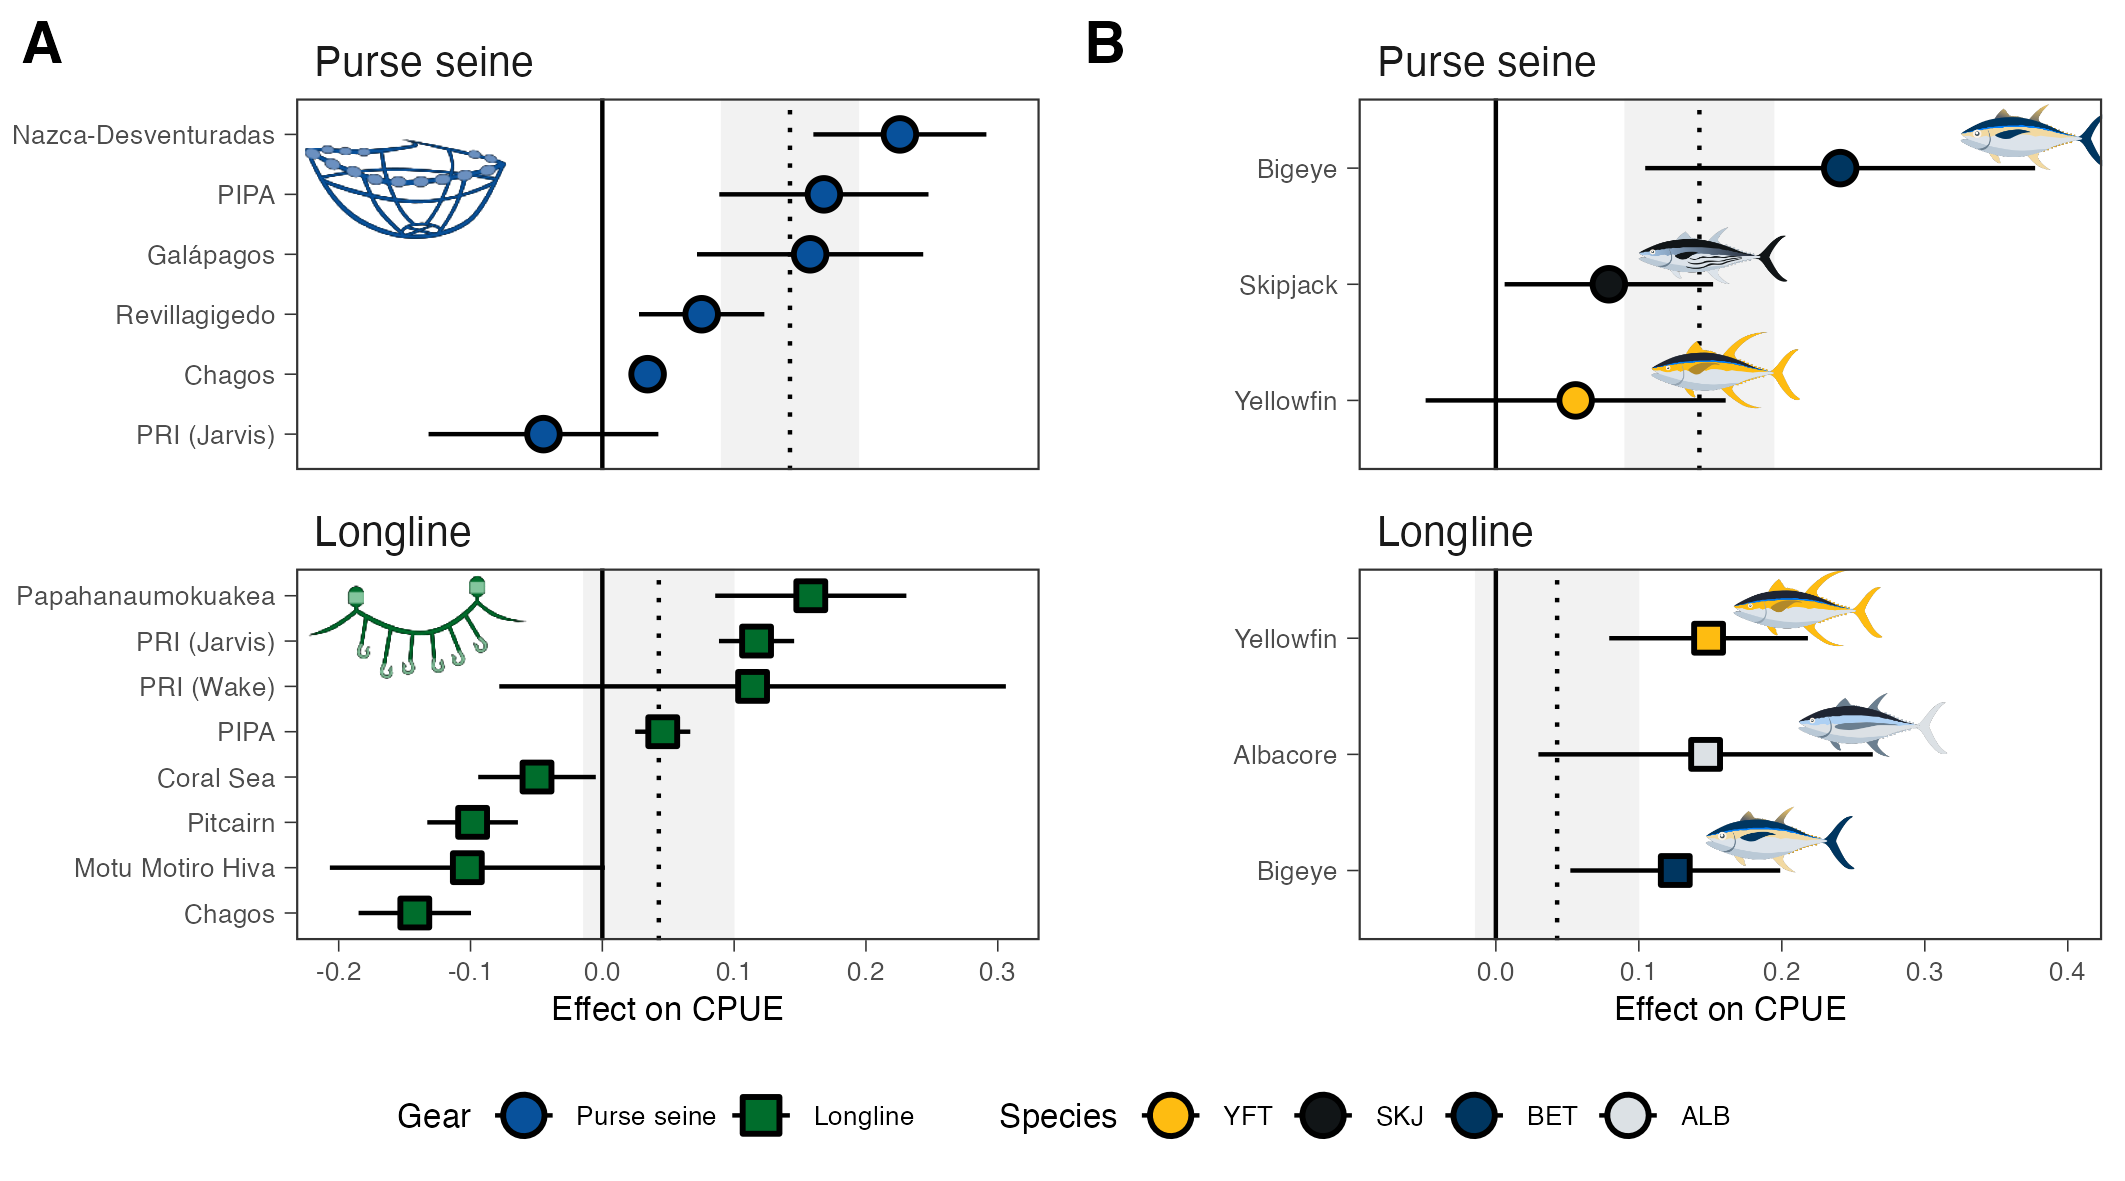 A
Purse seine
Nazca-Desventuradas
PIPA
Galápagos
Revillagigedo
Chagos
PRI (Jarvis)
Longline
Papahanaumokuakea
PRI (Jarvis)
PRI (Wake)
PIPA
Coral Sea
Pitcairn
Motu Motiro Hiva
Chagos
-0.2 -0.1 0.0 0.1 0.2 0.3
Effect on CPUE
B
Purse seine
Bigeye
Skipjack
Yellowfin
Longline
Yellowfin
Albacore
Bigeye
0.0 0.1 0.2 0.3 0.4
Effect on CPUE
Gear Purse seine Longline Species YFT SKJ BET ALB